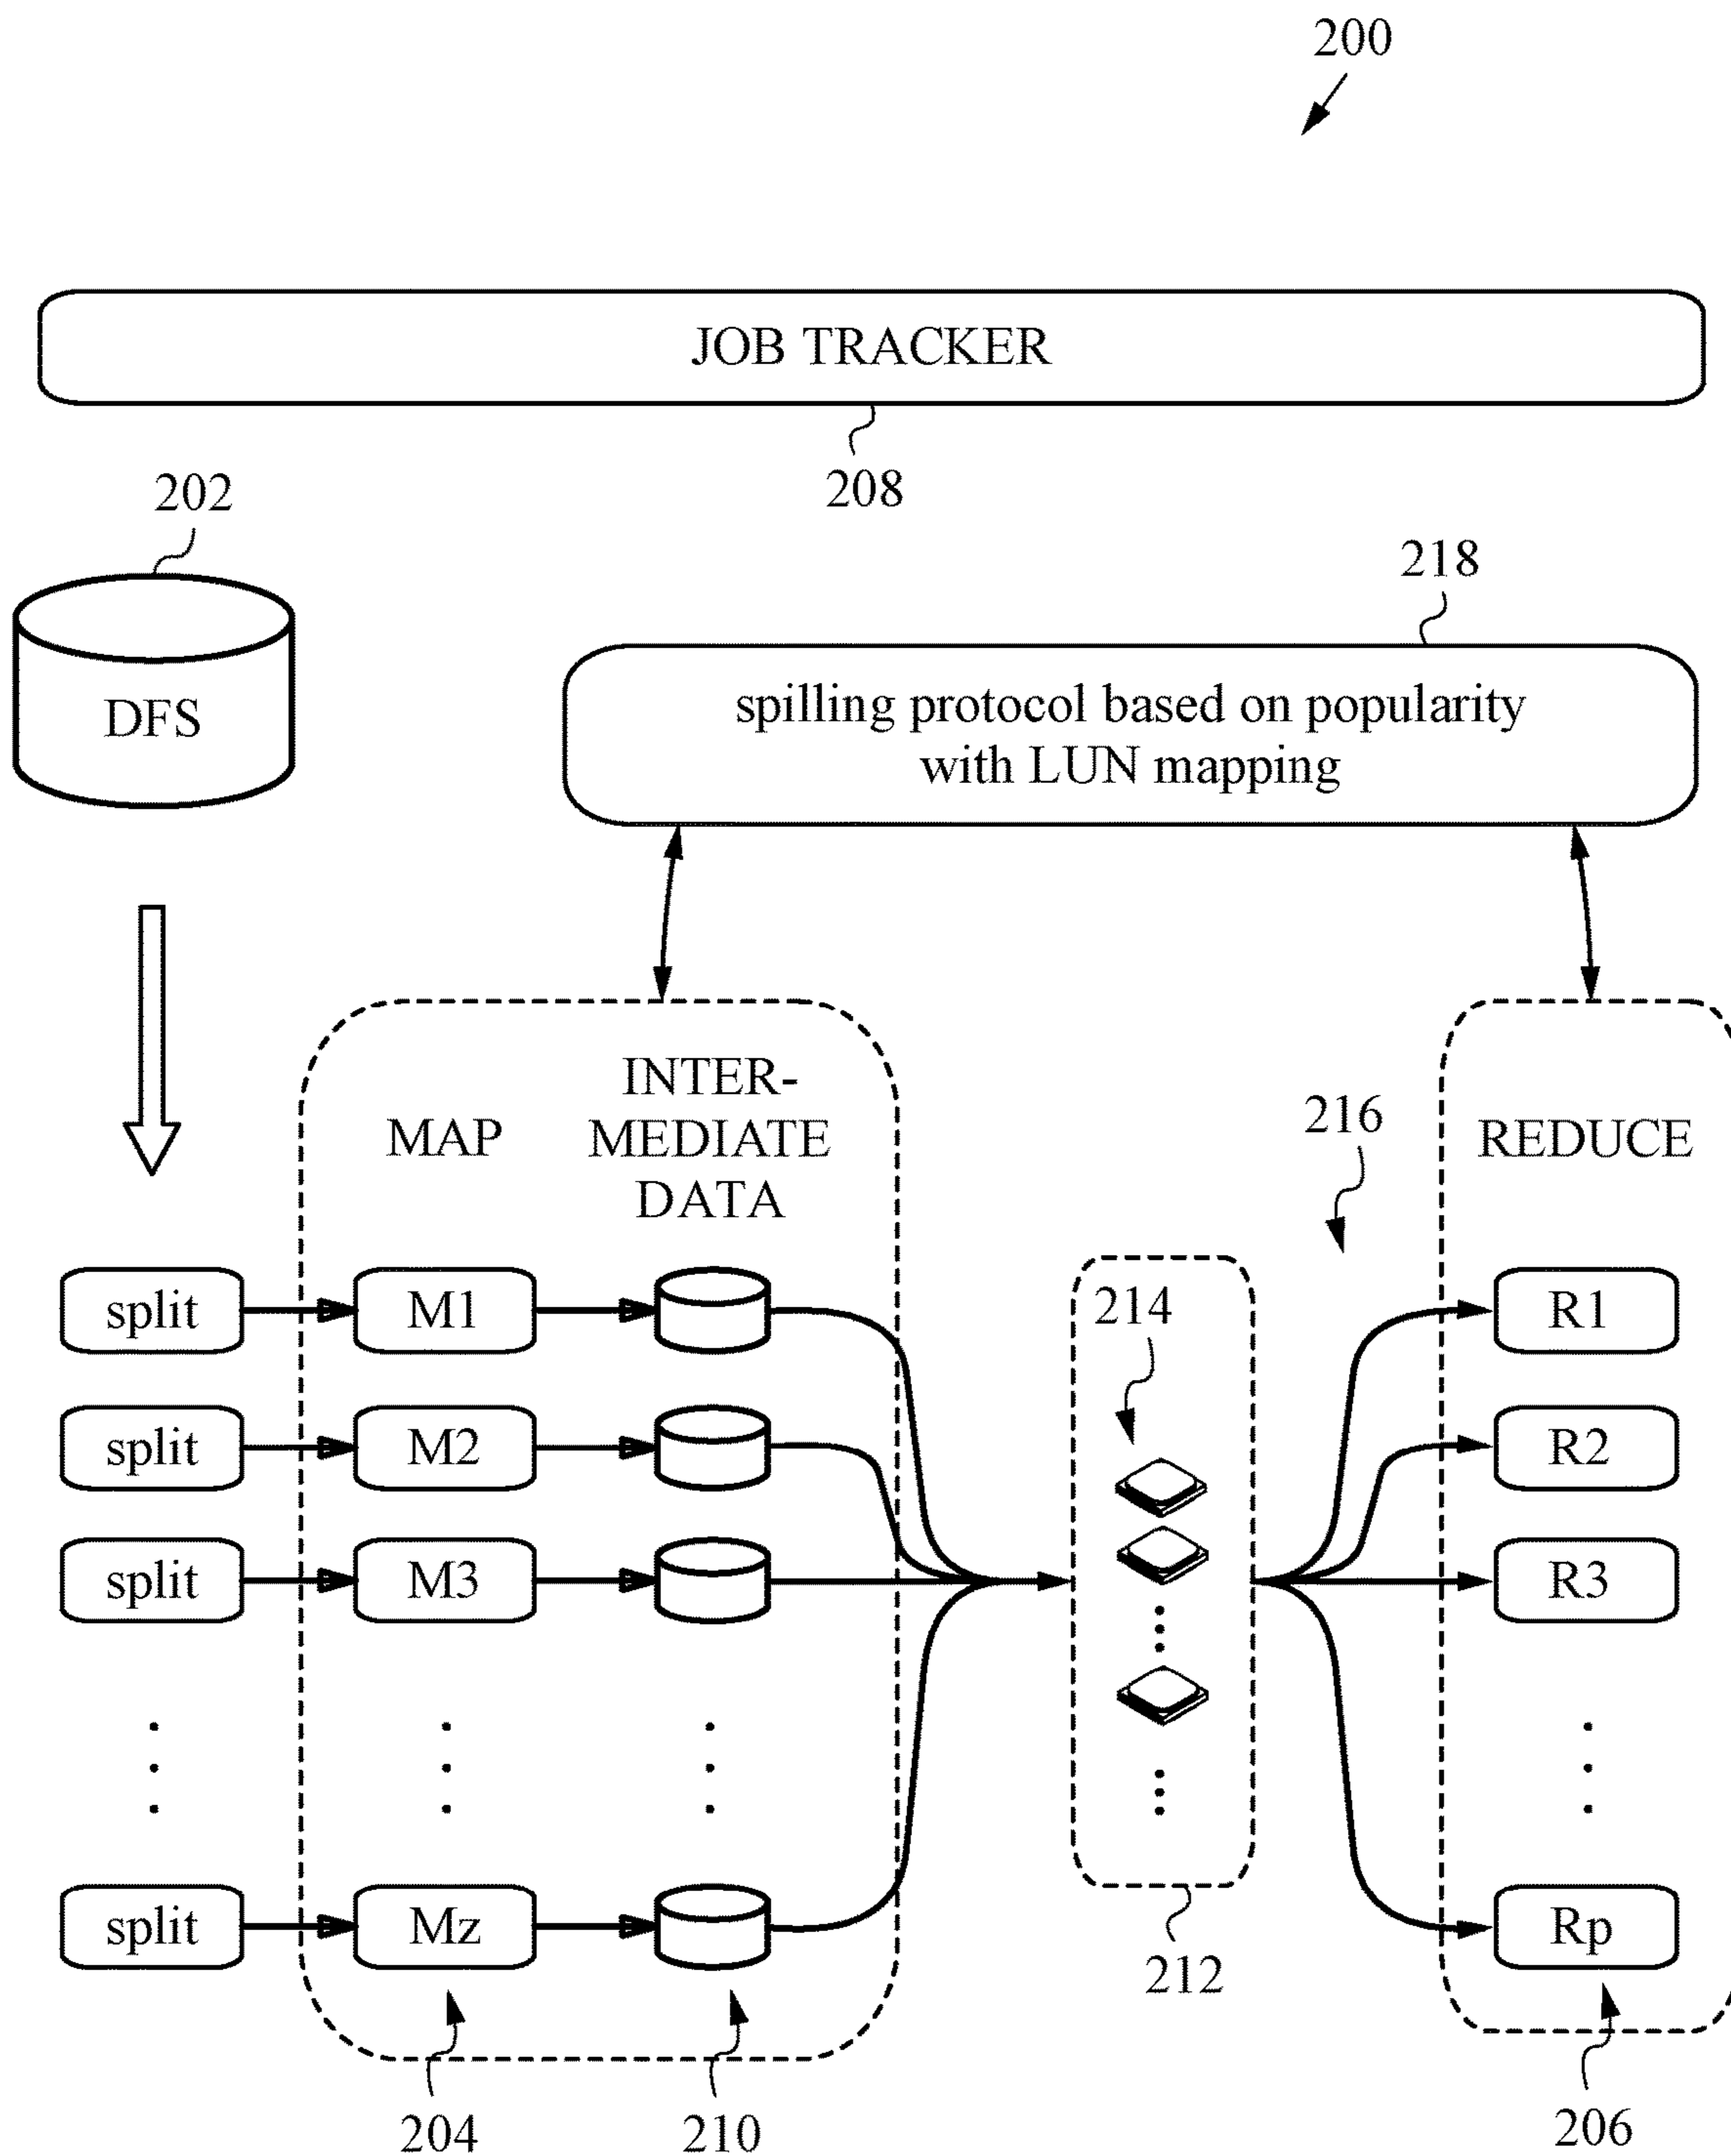 200
JOB TRACKER
208
202
218
DFS
spilling protocol based on popularity
with LUN mapping
MAP
INTER-
MEDIATE
DATA
216
REDUCE
split
M1
214
R1
split
M2
R2
split
M3
R3
split
Mz
212
Rp
204
210
206